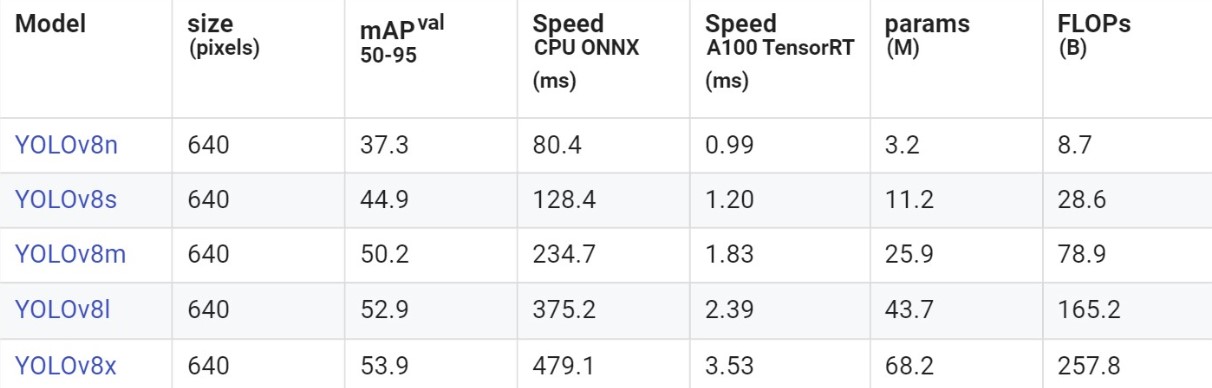 Model size (pixels) mAP val 50-95 Speed CPU ONNX (ms) Speed A100 TensorRT (ms) params (M) FLOPs (B)
YOLOv8n 640 37.3 80.4 0.99 3.2 8.7
YOLOv8s 640 44.9 128.4 1.20 11.2 28.6
YOLOv8m 640 50.2 234.7 1.83 25.9 78.9
YOLOv8l 640 52.9 375.2 2.39 43.7 165.2
YOLOv8x 640 53.9 479.1 3.53 68.2 257.8